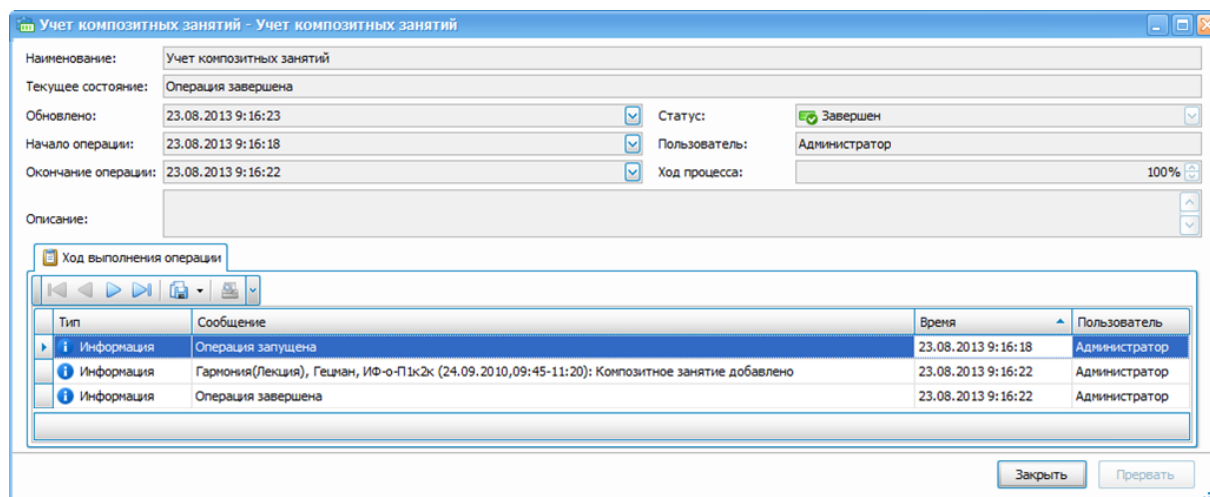 Учет композитных занятий - Учет композитных занятий
Наименование: Учет композитных занятий
Текущее состояние: Операция завершена
Обновлено: 23.08.2013 9:16:23 Статус: Завершен
Начало операции: 23.08.2013 9:16:18 Пользователь: Администратор
Окончание операции: 23.08.2013 9:16:22 Ход процесса: 100%
Описание:
Ход выполнения операции
Тип Сообщение Время Пользователь
Информация Операция запущена 23.08.2013 9:16:18 Администратор
Информация Гармония(Лекция), Гецман, ИФ-о-П1к2к (24.09.2010,09:45-11:20): Композитное занятие добавлено 23.08.2013 9:16:22 Администратор
Информация Операция завершена 23.08.2013 9:16:22 Администратор
Закрыть Прервать